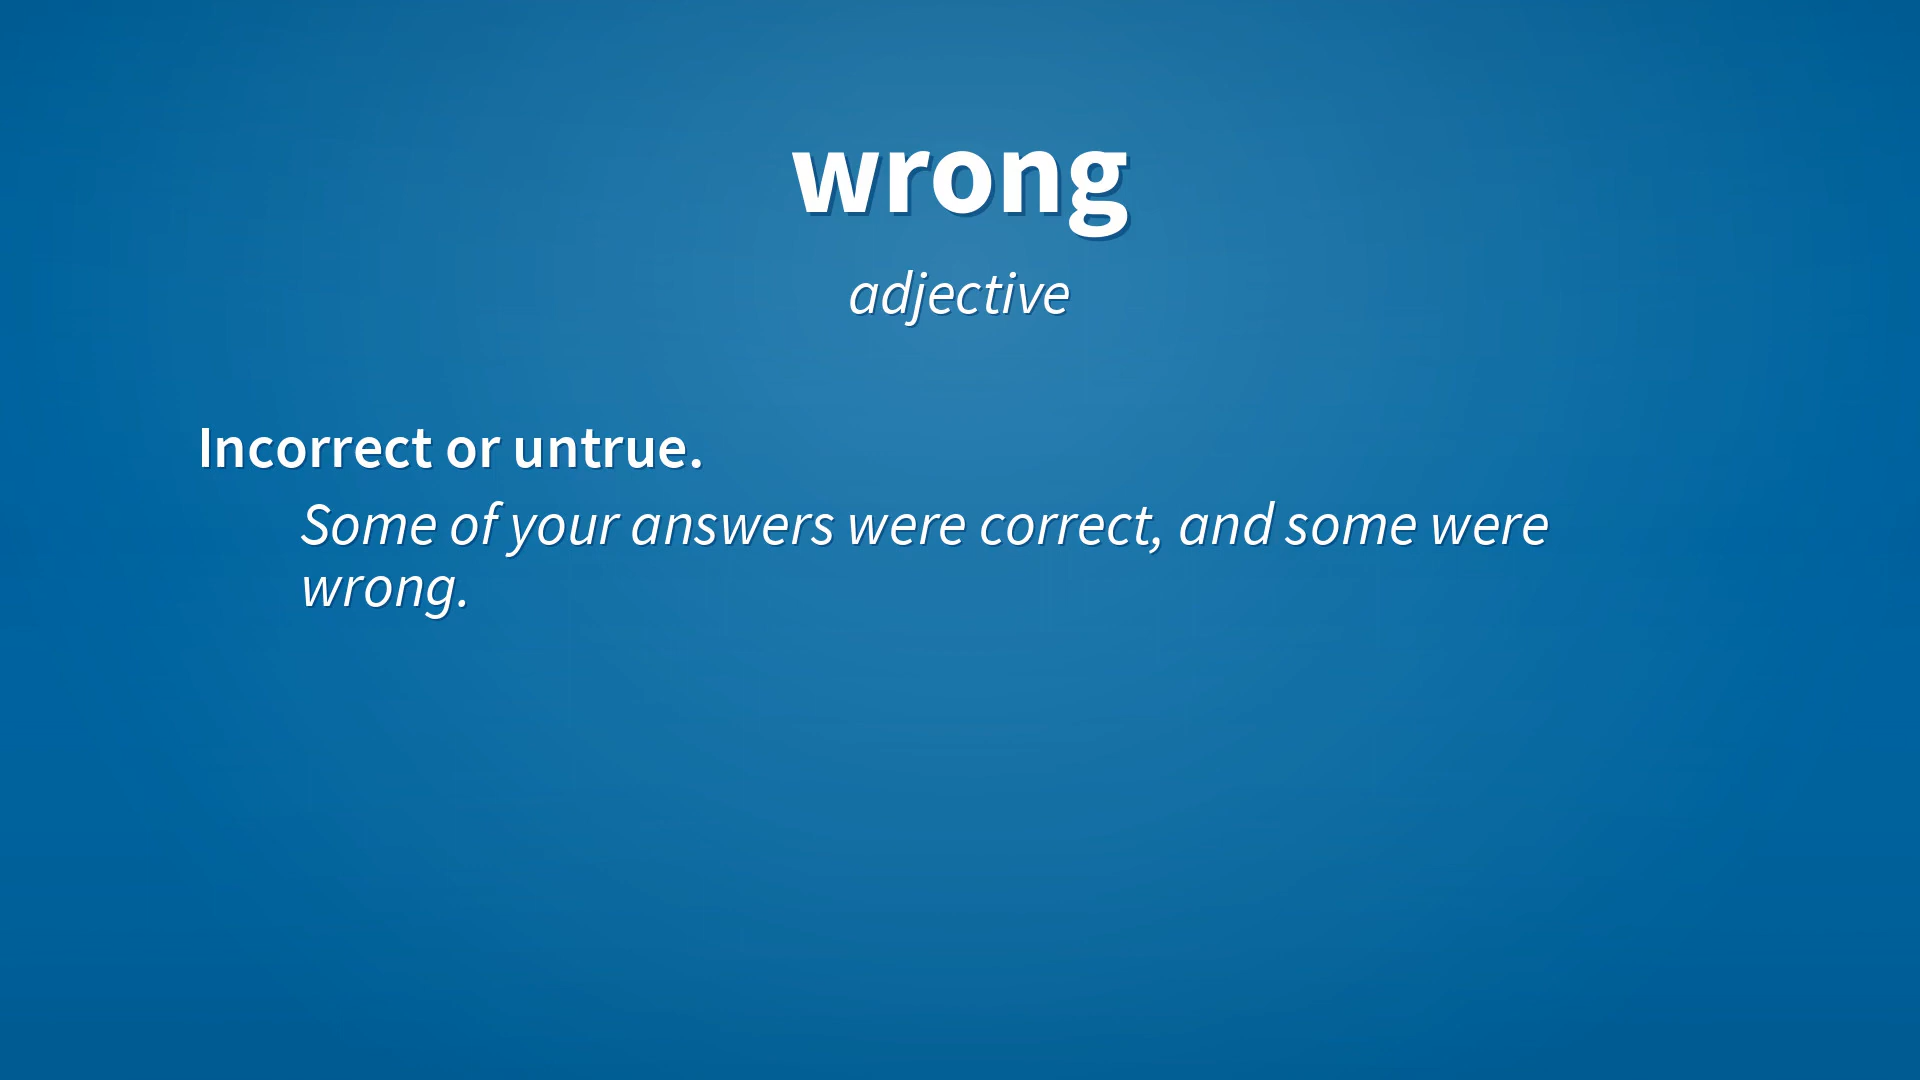 wrong
adjective
Incorrect or untrue.
Some of your answers were correct, and some were
wrong.